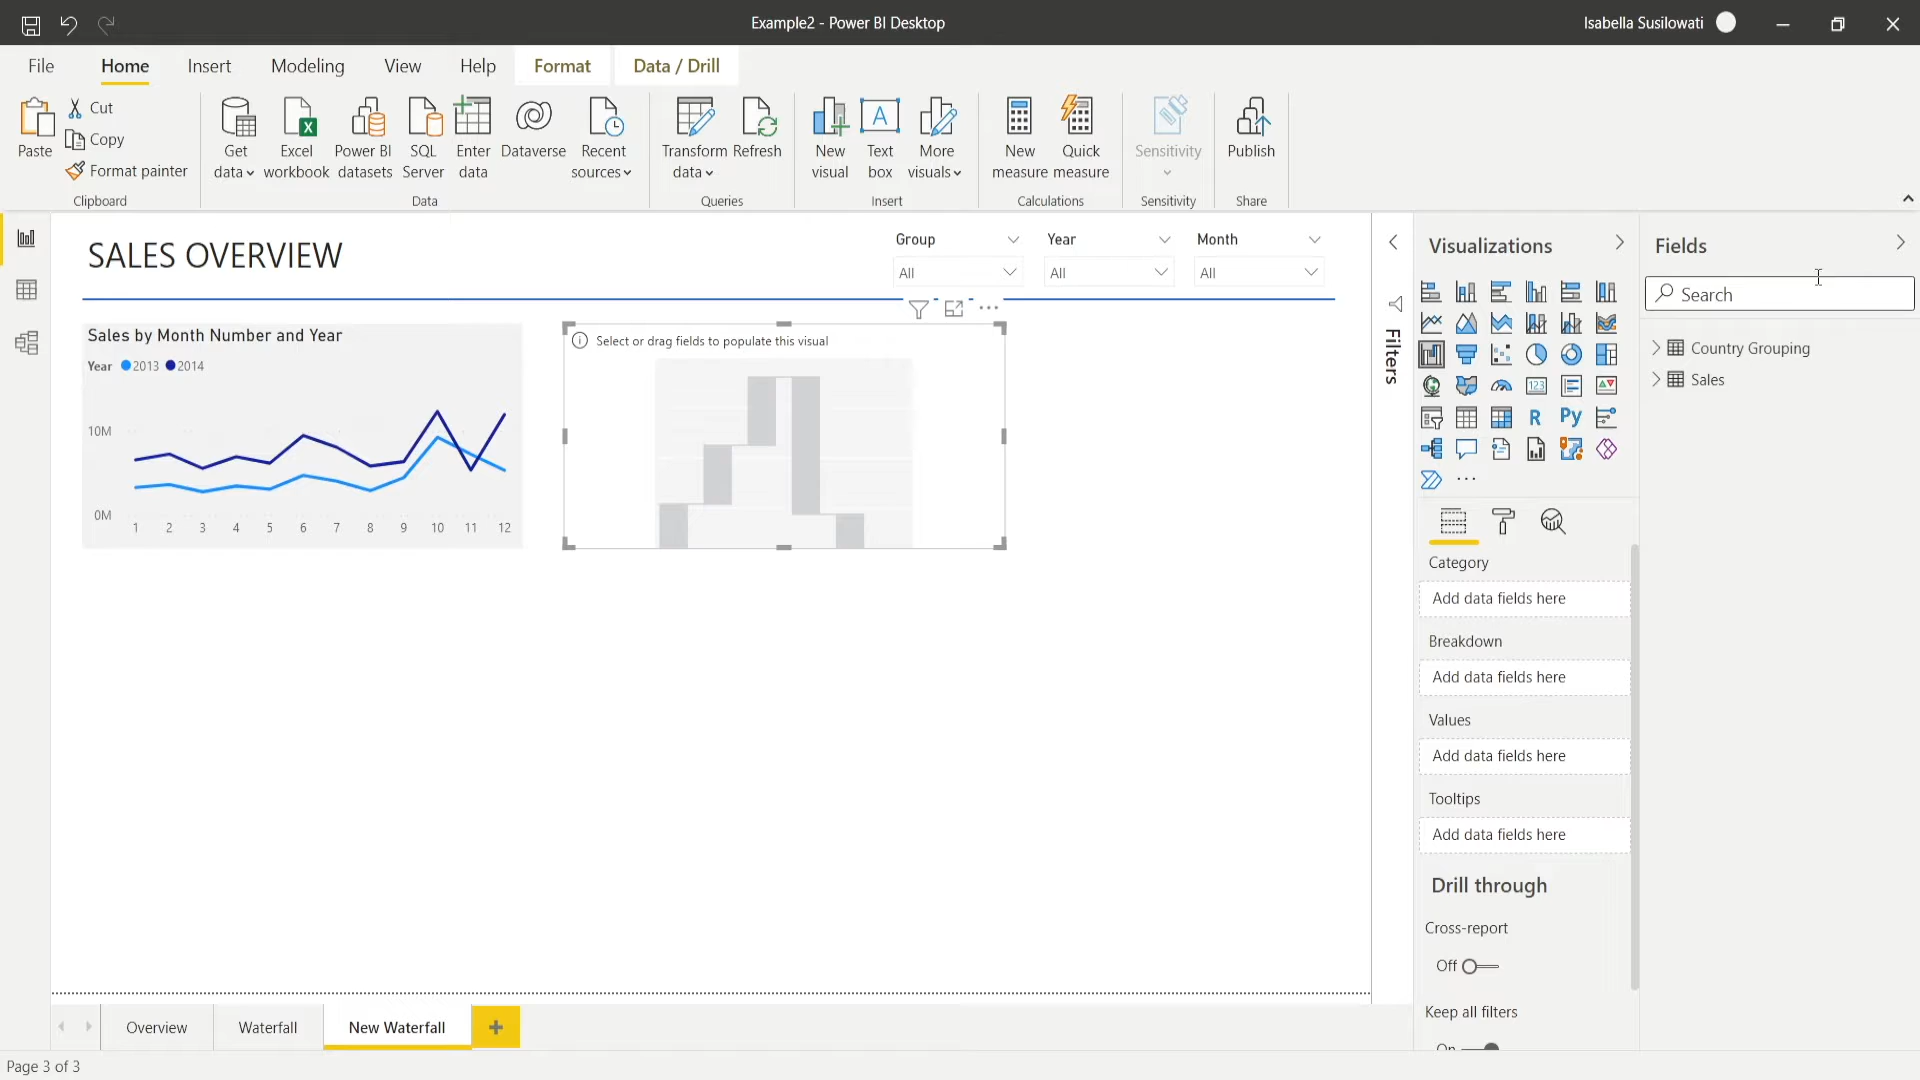 Example2 - Power BI Desktop
Isabella Susilowati
File
Home
Insert
Modeling
View
Help
Format
Data / Drill
Paste
Cut
Copy
Format painter
Clipboard
Get
data
Excel
workbook
Power BI
datasets
SQL
Server
Enter
data
Dataverse
Recent
sources
Data
Transform
data
Refresh
Queries
New
visual
Text
box
More
visuals
Insert
New
measure
Quick
measure
Calculations
Sensitivity
Sensitivity
Publish
Share
SALES OVERVIEW
Group
All
Year
All
Month
All
Sales by Month Number and Year
Year 2013 2014
10M
0M
1 2 3 4 5 6 7 8 9 10 11 12
Select or drag fields to populate this visual
Filters
Visualizations
123
R
Py
Category
Add data fields here
Breakdown
Add data fields here
Values
Add data fields here
Tooltips
Add data fields here
Drill through
Cross-report
Off
Keep all filters
On
Fields
Search
Country Grouping
Sales
Overview
Waterfall
New Waterfall
Page 3 of 3